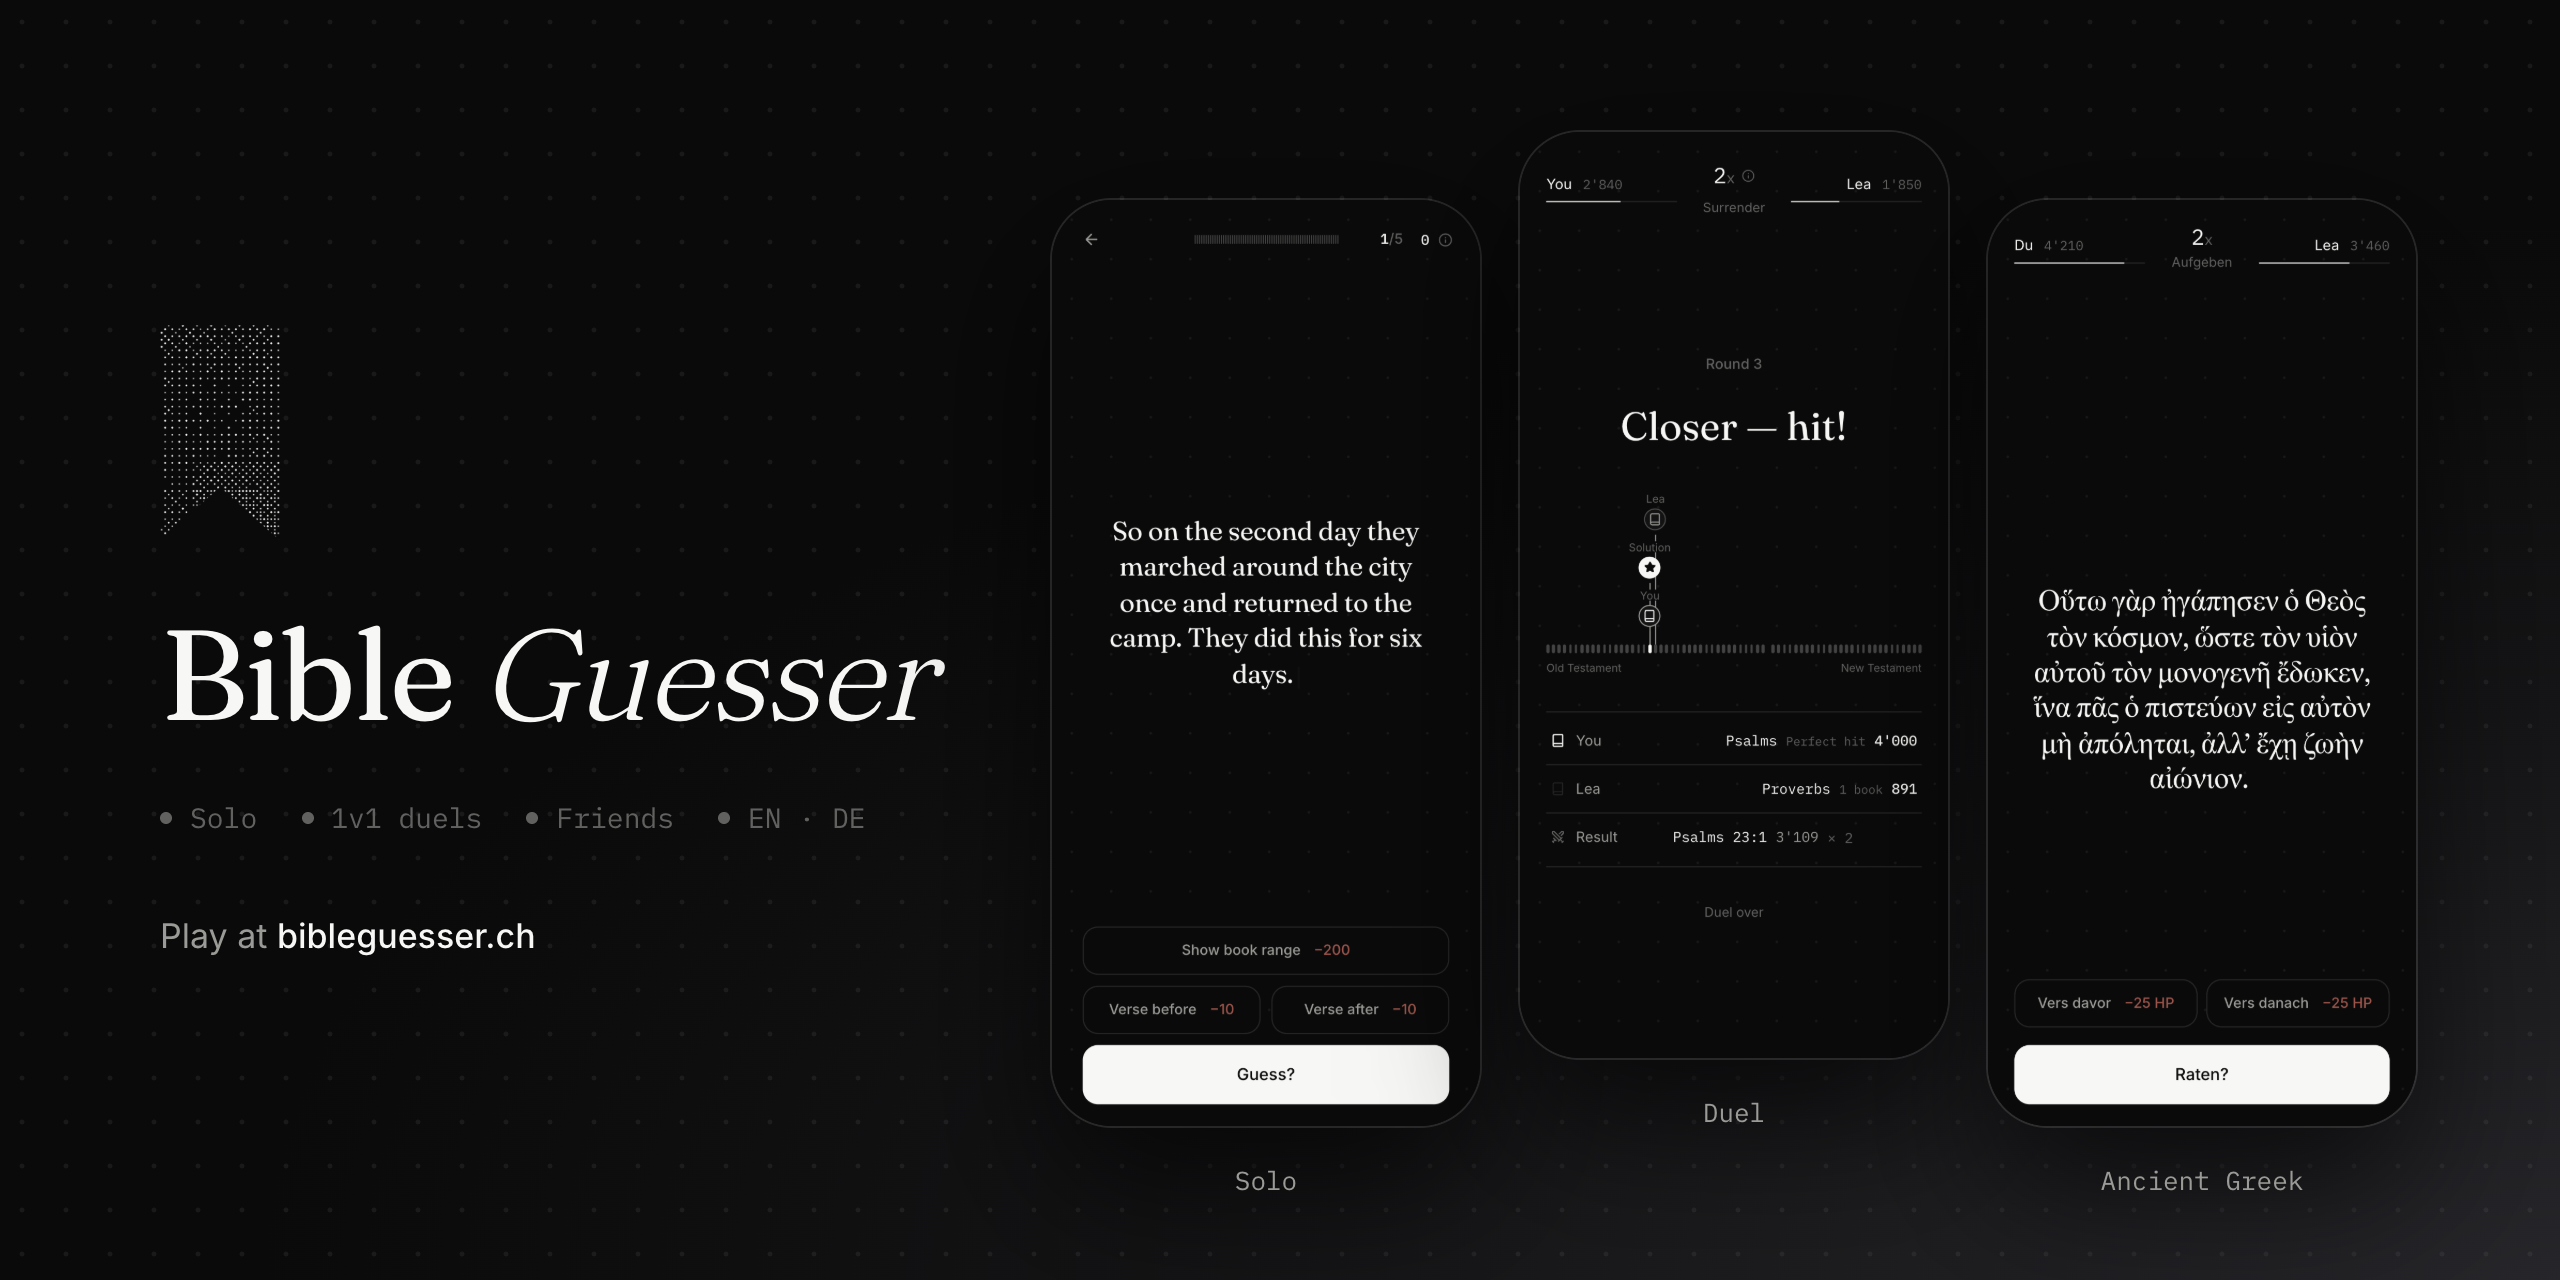 Bible Guesser
Solo
1v1 duels
Friends
EN · DE
Play at bibleguesser.ch
1/5 0
So on the second day they
marched around the city
once and returned to the
camp. They did this for six
days.
Show book range −200
Verse before −10
Verse after −10
Guess?
Solo
You 2'840
2x
Surrender
Lea 1'850
Round 3
Closer — hit!
Lea
Solution
You
Old Testament
New Testament
You Psalms Perfect hit 4'000
Lea Proverbs 1 book 891
Result Psalms 23:1 3'109 × 2
Duel over
Duel
Du 4'210
2x
Aufgeben
Lea 3'460
Οὕτω γὰρ ἠγάπησεν ὁ Θεὸς
τὸν κόσμον, ὥστε τὸν υἱὸν
αὐτοῦ τὸν μονογενῆ ἔδωκεν,
ἵνα πᾶς ὁ πιστεύων εἰς αὐτὸν
μὴ ἀπόληται, ἀλλ’ ἔχῃ ζωὴν
αἰώνιον.
Vers davor −25 HP
Vers danach −25 HP
Raten?
Ancient Greek